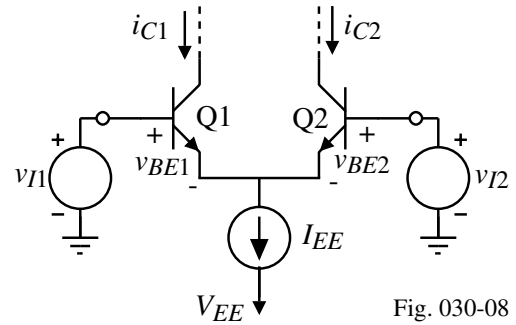 iC1 iC2
Q1 Q2
+ + + +
vBE1 vBE2
vI1 vI2
- - - -
IEE
VEE
Fig. 030-08